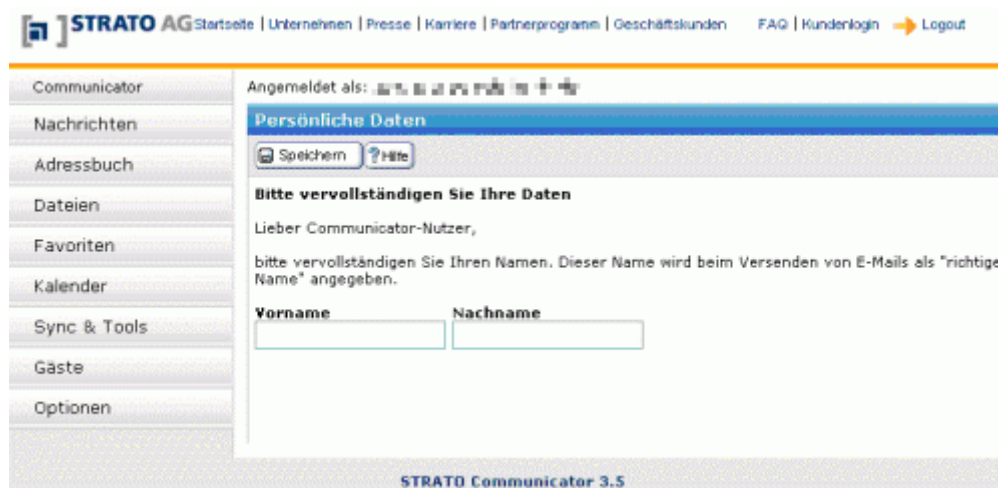 STRATO AG Startseite | Unternehmen | Presse | Karriere | Partnerprogramm | Geschäftskunden FAQ | Kundenlogin Logout
Communicator
Nachrichten
Adressbuch
Dateien
Favoriten
Kalender
Sync & Tools
Gäste
Optionen
Angemeldet als:
Persönliche Daten
Speichern Hilfe
Bitte vervollständigen Sie Ihre Daten
Lieber Communicator-Nutzer,
bitte vervollständigen Sie Ihren Namen. Dieser Name wird beim Versenden von E-Mails als "richtige
Name" angegeben.
Vorname Nachname
STRATO Communicator 3.5